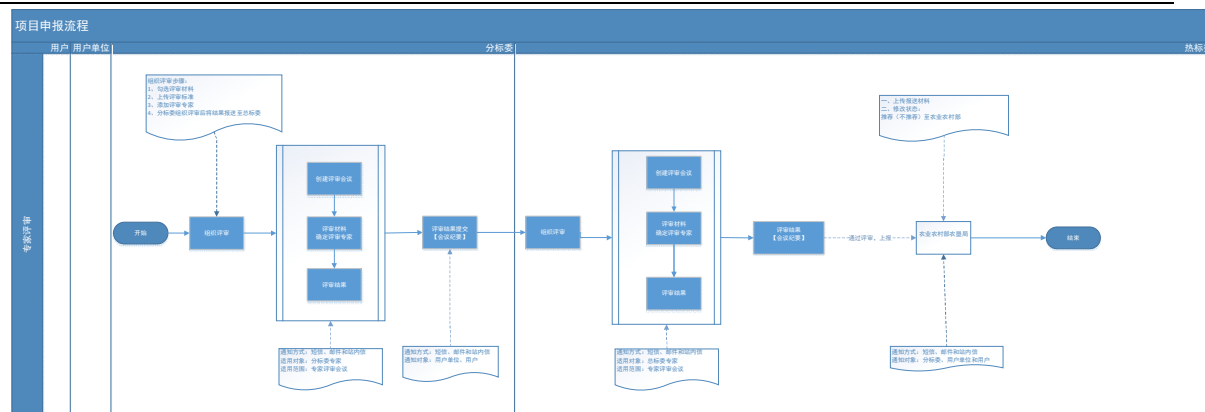 项目申报流程
用户
用户单位
分标委
热标
专家评审
组织评审步骤：
1、勾选评审材料
2、上传评审标准
3、添加评审专家
4、分标委组织评审后将结果报送至总标委
开始
组织评审
创建评审会议
评审材料
确定评审专家
评审结果
评审结果提交
【会议纪要】
组织评审
创建评审会议
评审材料
确定评审专家
评审结果
评审结果
【会议纪要】
通过评审、上报
一、上传报送材料
二、修改状态：
推荐（不推荐）至农业农村部
农业农村部农垦局
结束
通知方式：短信、邮件和站内信
适用对象：分标委专家
适用范围：专家评审会议
通知方式：短信、邮件和站内信
通知对象：用户单位、用户
通知方式：短信、邮件和站内信
适用对象：总标委专家
适用范围：专家评审会议
通知方式：短信、邮件和站内信
通知对象：分标委、用户单位和用户